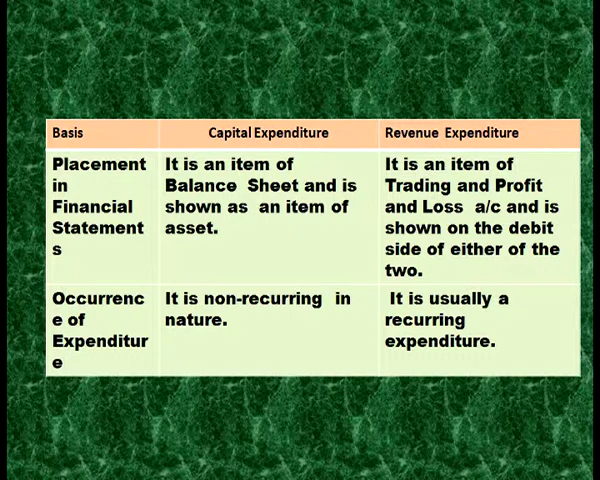 Basis
Capital Expenditure
Revenue Expenditure
Placement
in
Financial
Statement
s
It is an item of
Balance Sheet and is
shown as an item of
asset.
It is an item of
Trading and Profit
and Loss a/c and is
shown on the debit
side of either of the
two.
Occurrenc
e of
Expenditur
e
It is non-recurring in
nature.
It is usually a
recurring
expenditure.